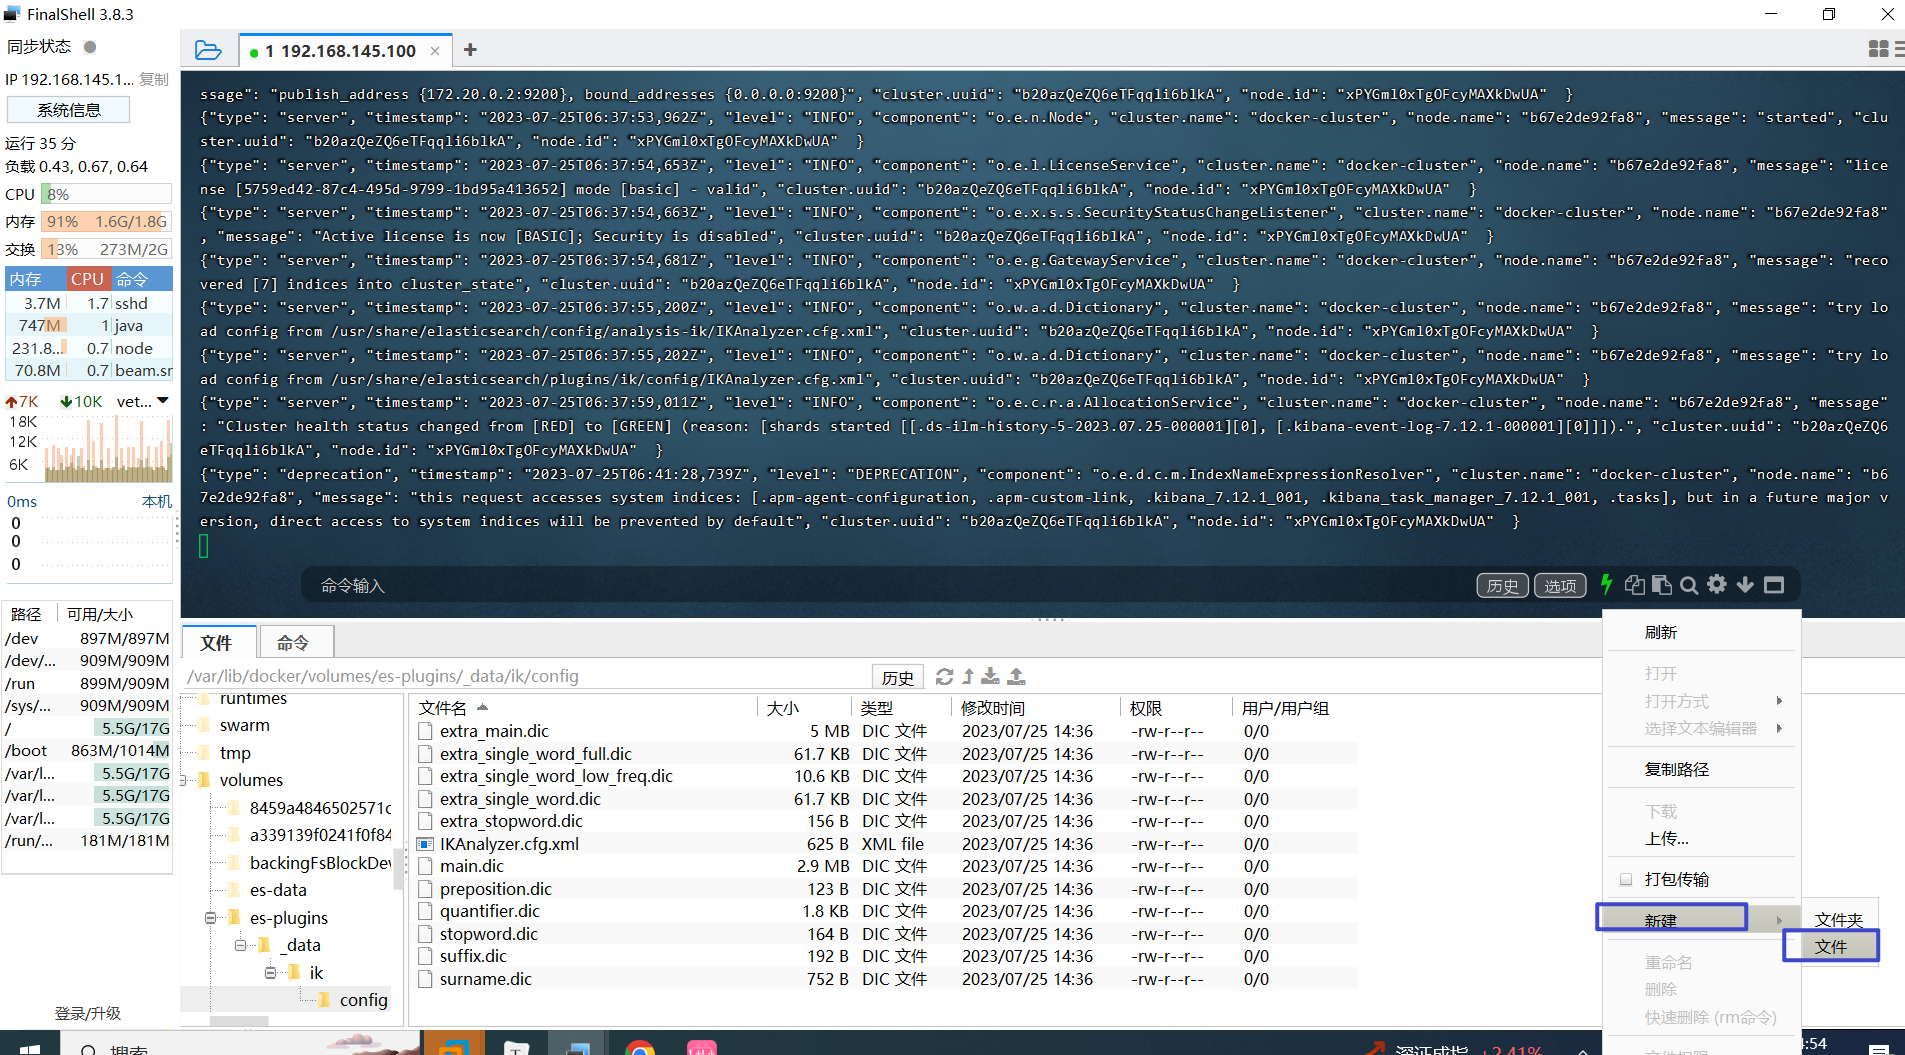 FinalShell 3.8.3
同步状态
IP 192.168.145.1... 复制
系统信息
运行 35 分
负载 0.43, 0.67, 0.64
CPU 8%
内存 91% 1.6G/1.8G
交换 13% 273M/2G
内存 CPU 命令
3.7M 1.7 sshd
747M 1 java
231.8... 0.7 node
70.8M 0.7 beam.sm
7K 10K vet...
18K
12K
6K
0ms 本机
0
0
0
路径 可用/大小
/dev 897M/897M
/dev/... 909M/909M
/run 899M/909M
/sys/... 909M/909M
/ 5.5G/17G
/boot 863M/1014M
/var/l... 5.5G/17G
/var/l... 5.5G/17G
/var/l... 5.5G/17G
/run/... 181M/181M
登录/升级
1 192.168.145.100 × +
ssage": "publish_address {172.20.0.2:9200}, bound_addresses {0.0.0.0:9200}", "cluster.uuid": "b20azQeZQ6eTFqqli6blkA", "node.id": "xPYGml0xTgOFcyMAXkDwUA"  }
{"type": "server", "timestamp": "2023-07-25T06:37:53,962Z", "level": "INFO", "component": "o.e.n.Node", "cluster.name": "docker-cluster", "node.name": "b67e2de92fa8", "message": "started", "clu
ster.uuid": "b20azQeZQ6eTFqqli6blkA", "node.id": "xPYGml0xTgOFcyMAXkDwUA"  }
{"type": "server", "timestamp": "2023-07-25T06:37:54,653Z", "level": "INFO", "component": "o.e.l.LicenseService", "cluster.name": "docker-cluster", "node.name": "b67e2de92fa8", "message": "lice
nse [5759ed42-87c4-495d-9799-1bd95a413652] mode [basic] - valid", "cluster.uuid": "b20azQeZQ6eTFqqli6blkA", "node.id": "xPYGml0xTgOFcyMAXkDwUA"  }
{"type": "server", "timestamp": "2023-07-25T06:37:54,663Z", "level": "INFO", "component": "o.e.x.s.s.SecurityStatusChangeListener", "cluster.name": "docker-cluster", "node.name": "b67e2de92fa8"
, "message": "Active license is now [BASIC]; Security is disabled", "cluster.uuid": "b20azQeZQ6eTFqqli6blkA", "node.id": "xPYGml0xTgOFcyMAXkDwUA"  }
{"type": "server", "timestamp": "2023-07-25T06:37:54,681Z", "level": "INFO", "component": "o.e.g.GatewayService", "cluster.name": "docker-cluster", "node.name": "b67e2de92fa8", "message": "reco
vered [7] indices into cluster_state", "cluster.uuid": "b20azQeZQ6eTFqqli6blkA", "node.id": "xPYGml0xTgOFcyMAXkDwUA"  }
{"type": "server", "timestamp": "2023-07-25T06:37:55,200Z", "level": "INFO", "component": "o.w.a.d.Dictionary", "cluster.name": "docker-cluster", "node.name": "b67e2de92fa8", "message": "try lo
ad config from /usr/share/elasticsearch/config/analysis-ik/IKAnalyzer.cfg.xml", "cluster.uuid": "b20azQeZQ6eTFqqli6blkA", "node.id": "xPYGml0xTgOFcyMAXkDwUA"  }
{"type": "server", "timestamp": "2023-07-25T06:37:55,202Z", "level": "INFO", "component": "o.w.a.d.Dictionary", "cluster.name": "docker-cluster", "node.name": "b67e2de92fa8", "message": "try lo
ad config from /usr/share/elasticsearch/plugins/ik/config/IKAnalyzer.cfg.xml", "cluster.uuid": "b20azQeZQ6eTFqqli6blkA", "node.id": "xPYGml0xTgOFcyMAXkDwUA"  }
{"type": "server", "timestamp": "2023-07-25T06:37:59,011Z", "level": "INFO", "component": "o.e.c.r.a.AllocationService", "cluster.name": "docker-cluster", "node.name": "b67e2de92fa8", "message"
: "Cluster health status changed from [RED] to [GREEN] (reason: [shards started [[.ds-ilm-history-5-2023.07.25-000001][0], [.kibana-event-log-7.12.1-000001][0]]]).", "cluster.uuid": "b20azQeZQ6
eTFqqli6blkA", "node.id": "xPYGml0xTgOFcyMAXkDwUA"  }
{"type": "deprecation", "timestamp": "2023-07-25T06:41:28,739Z", "level": "DEPRECATION", "component": "o.e.d.c.m.IndexNameExpressionResolver", "cluster.name": "docker-cluster", "node.name": "b6
7e2de92fa8", "message": "this request accesses system indices: [.apm-agent-configuration, .apm-custom-link, .kibana_7.12.1_001, .kibana_task_manager_7.12.1_001, .tasks], but in a future major v
ersion, direct access to system indices will be prevented by default", "cluster.uuid": "b20azQeZQ6eTFqqli6blkA", "node.id": "xPYGml0xTgOFcyMAXkDwUA"  }
命令输入 历史 选项
文件 命令
/var/lib/docker/volumes/es-plugins/_data/ik/config 历史
runtimes
swarm
tmp
volumes
8459a4846502571c
a339139f0241f0f84
backingFsBlockDev
es-data
es-plugins
_data
ik
config
文件名 大小 类型 修改时间 权限 用户/用户组
extra_main.dic 5 MB DIC 文件 2023/07/25 14:36 -rw-r--r-- 0/0
extra_single_word_full.dic 61.7 KB DIC 文件 2023/07/25 14:36 -rw-r--r-- 0/0
extra_single_word_low_freq.dic 10.6 KB DIC 文件 2023/07/25 14:36 -rw-r--r-- 0/0
extra_single_word.dic 61.7 KB DIC 文件 2023/07/25 14:36 -rw-r--r-- 0/0
extra_stopword.dic 156 B DIC 文件 2023/07/25 14:36 -rw-r--r-- 0/0
IKAnalyzer.cfg.xml 625 B XML file 2023/07/25 14:36 -rw-r--r-- 0/0
main.dic 2.9 MB DIC 文件 2023/07/25 14:36 -rw-r--r-- 0/0
preposition.dic 123 B DIC 文件 2023/07/25 14:36 -rw-r--r-- 0/0
quantifier.dic 1.8 KB DIC 文件 2023/07/25 14:36 -rw-r--r-- 0/0
stopword.dic 164 B DIC 文件 2023/07/25 14:36 -rw-r--r-- 0/0
suffix.dic 192 B DIC 文件 2023/07/25 14:36 -rw-r--r-- 0/0
surname.dic 752 B DIC 文件 2023/07/25 14:36 -rw-r--r-- 0/0
刷新
打开
打开方式
选择文本编辑器
复制路径
下载
上传...
打包传输
新建
文件夹
文件
重命名
删除
快速删除 (rm命令)
文件权限
搜索
T
深证成指 +2.41%
:54